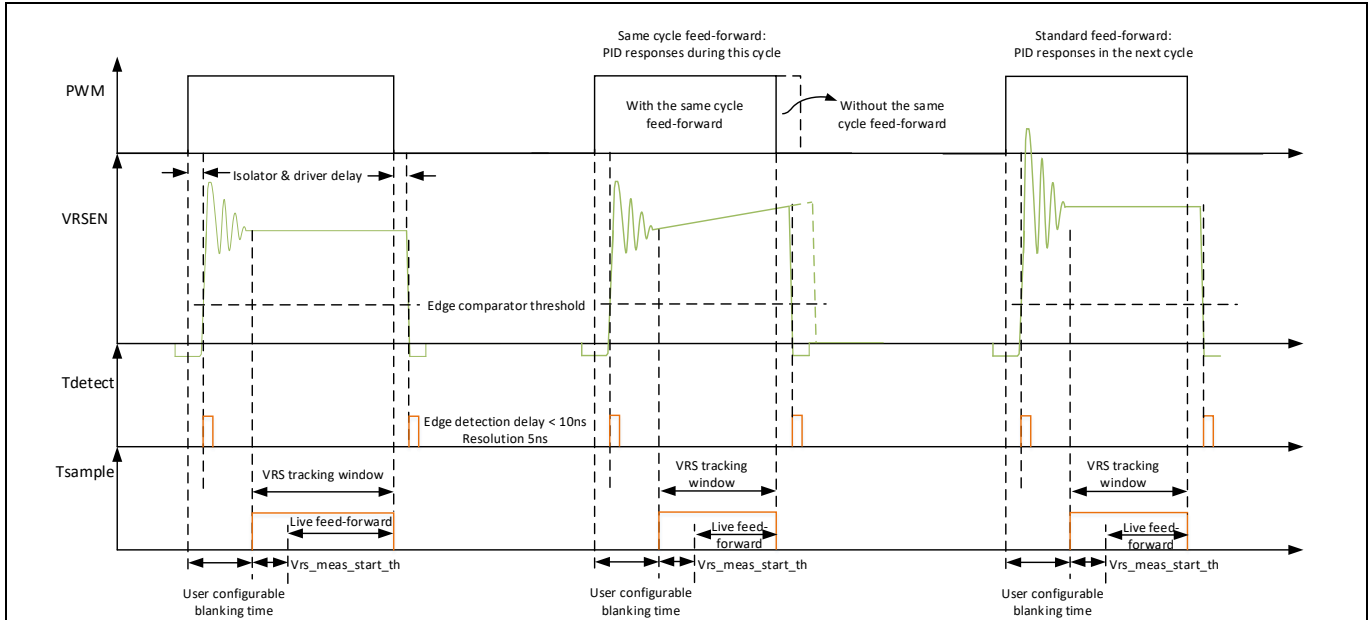 Same cycle feed-forward:
PID responses during this cycle
Standard feed-forward:
PID responses in the next cycle
PWM
With the same cycle
feed-forward
Without the same
cycle feed-forward
Isolator & driver delay
VRSEN
Edge comparator threshold
Tdetect
Edge detection delay < 10ns
Resolution 5ns
Tsample
VRS tracking window
VRS tracking
window
VRS tracking
window
Live feed-forward
Live feed-
forward
Live feed-
forward
Vrs_meas_start_th
Vrs_meas_start_th
Vrs_meas_start_th
User configurable
blanking time
User configurable
blanking time
User configurable
blanking time